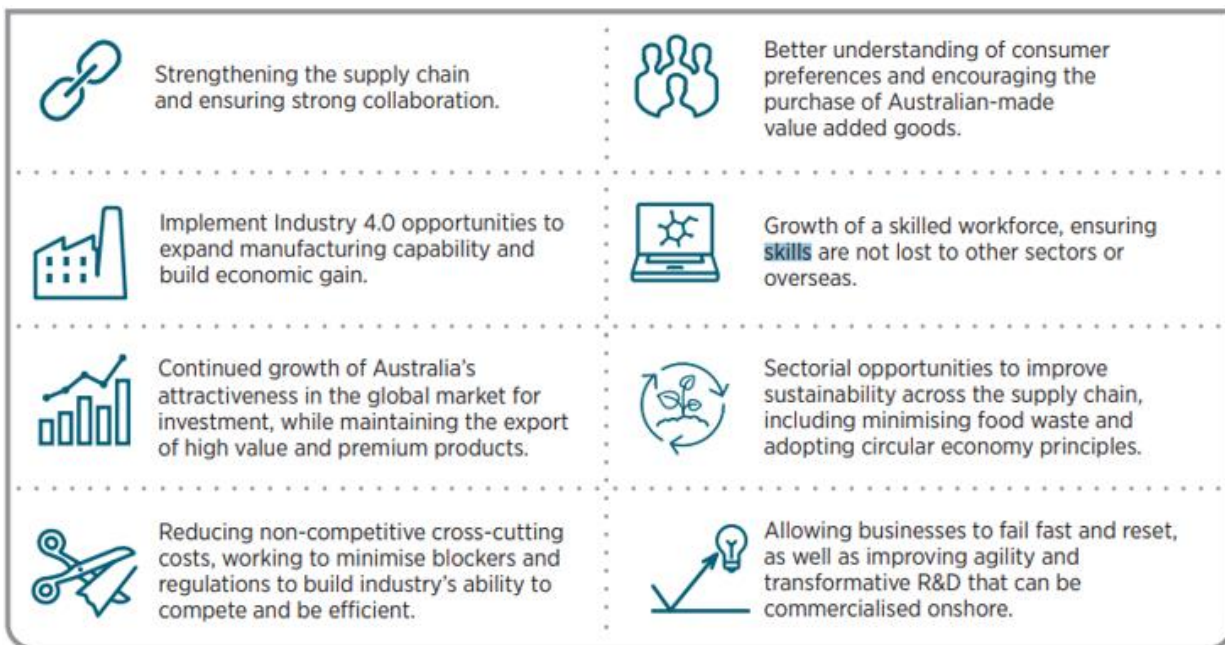 Strengthening the supply chain
and ensuring strong collaboration.
Better understanding of consumer
preferences and encouraging the
purchase of Australian-made
value added goods.
Implement Industry 4.0 opportunities to
expand manufacturing capability and
build economic gain.
Growth of a skilled workforce, ensuring
skills are not lost to other sectors or
overseas.
Continued growth of Australia's
attractiveness in the global market for
investment, while maintaining the export
of high value and premium products.
Sectorial opportunities to improve
sustainability across the supply chain,
including minimising food waste and
adopting circular economy principles.
Reducing non-competitive cross-cutting
costs, working to minimise blockers and
regulations to build industry's ability to
compete and be efficient.
Allowing businesses to fail fast and reset,
as well as improving agility and
transformative R&D that can be
commercialised onshore.